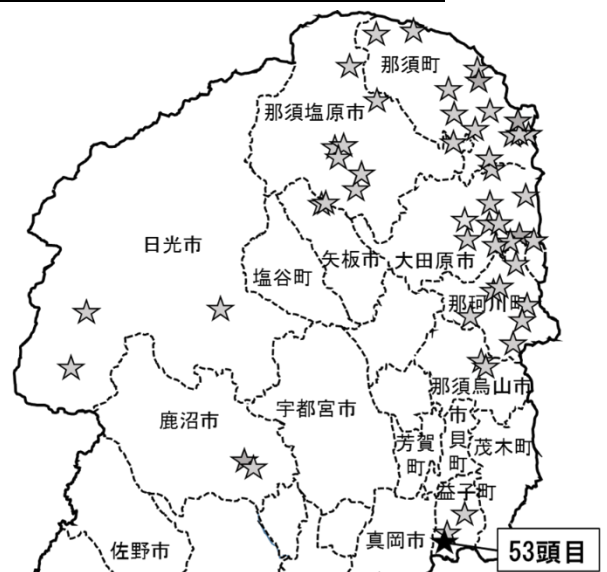 那須町
那須塩原市
日光市
矢板市
大田原市
塩谷町
那珂川町
那須烏山市
宇都宮市
鹿沼市
市
貝
町
芳賀
町
茂木町
益子町
真岡市
佐野市
53頭目